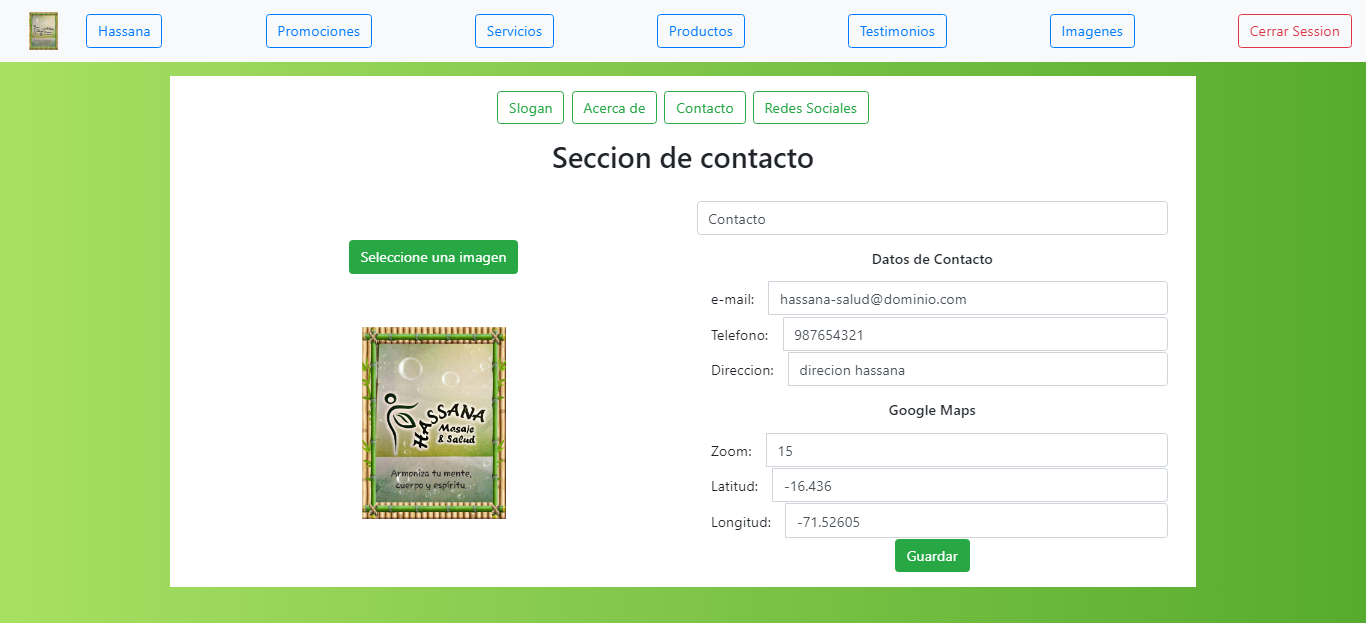 Hassana Promociones Servicios Productos Testimonios Imagenes Cerrar Session
Slogan Acerca de Contacto Redes Sociales
Seccion de contacto
Seleccione una imagen
HASSANA
Masaje
& Salud
Armoniza tu mente,
cuerpo y espíritu.
Contacto
Datos de Contacto
e-mail: hassana-salud@dominio.com
Telefono: 987654321
Direccion: direcion hassana
Google Maps
Zoom: 15
Latitud: -16.436
Longitud: -71.52605
Guardar